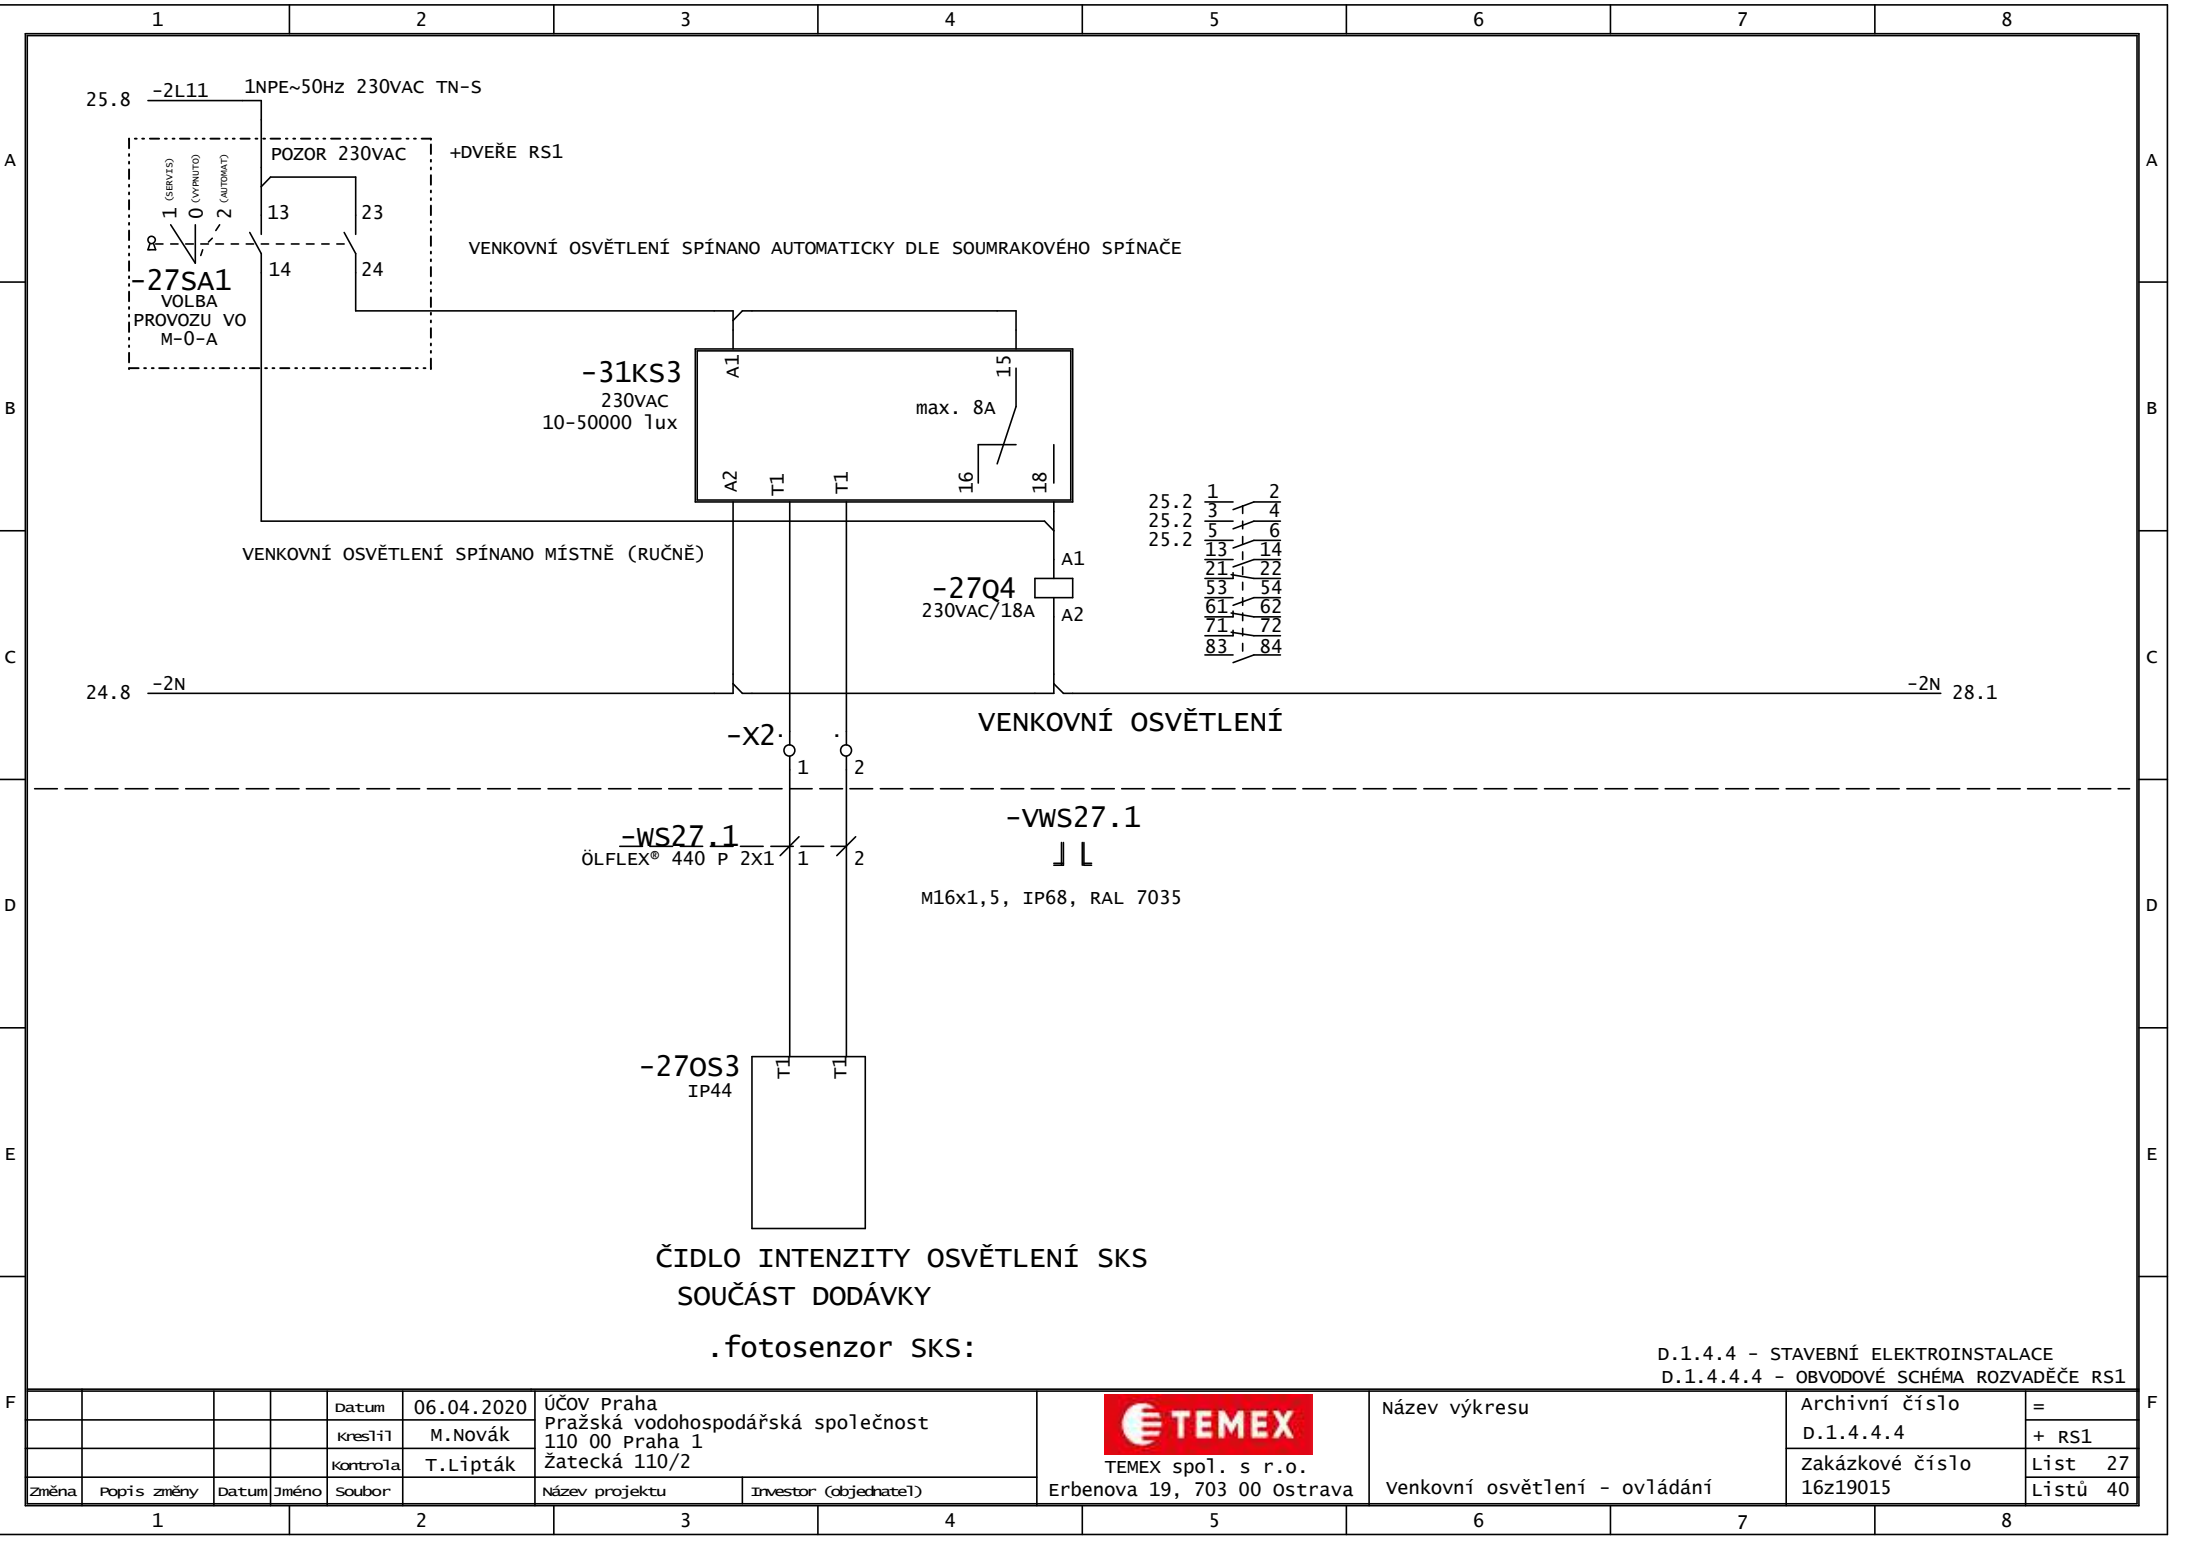 1 2 3 4 5 6 7 8
A A
B B
C C
D D
E E
F F
25.8 -2L11 1NPE~50Hz 230VAC TN-S
POZOR 230VAC +DVEŘE RS1
1 (SERVIS)
0 (VYPNUTO)
2 (AUTOMAT)
13 23
14 24
-27SA1
VOLBA
PROVOZU VO
M-0-A
VENKOVNÍ OSVĚTLENÍ SPÍNANO AUTOMATICKY DLE SOUMRAKOVÉHO SPÍNAČE
-31KS3
230VAC
10-50000 lux
A1 15
max. 8A
A2 T1 T1 16 18
VENKOVNÍ OSVĚTLENÍ SPÍNANO MÍSTNĚ (RUČNĚ)
25.2 1 2
25.2 3 4
25.2 5 6
13 14
21 22
53 54
61 62
71 72
83 84
A1
-27Q4
230VAC/18A
A2
24.8 -2N
-2N 28.1
VENKOVNÍ OSVĚTLENÍ
-X2
1 2
-WS27.1
ÖLFLEX® 440 P 2X1 1 2
-VWS27.1
M16x1,5, IP68, RAL 7035
-27OS3
IP44
T1 T1
ČIDLO INTENZITY OSVĚTLENÍ SKS
SOUČÁST DODÁVKY
.fotosenzor SKS:
D.1.4.4 - STAVEBNÍ ELEKTROINSTALACE
D.1.4.4.4 - OBVODOVÉ SCHÉMA ROZVADĚČE RS1
Datum 06.04.2020
Kreslil M.Novák
Kontrola T.Lipták
Změna Popis změny Datum Jméno Soubor
ÚČOV Praha
Pražská vodohospodářská společnost
110 00 Praha 1
Žatecká 110/2
Název projektu Investor (objednatel)
TEMEX
TEMEX spol. s r.o.
Erbenova 19, 703 00 Ostrava
Název výkresu
Venkovní osvětlení - ovládání
Archivní číslo
D.1.4.4.4
Zakázkové číslo
16z19015
=
+ RS1
List 27
Listů 40
1 2 3 4 5 6 7 8